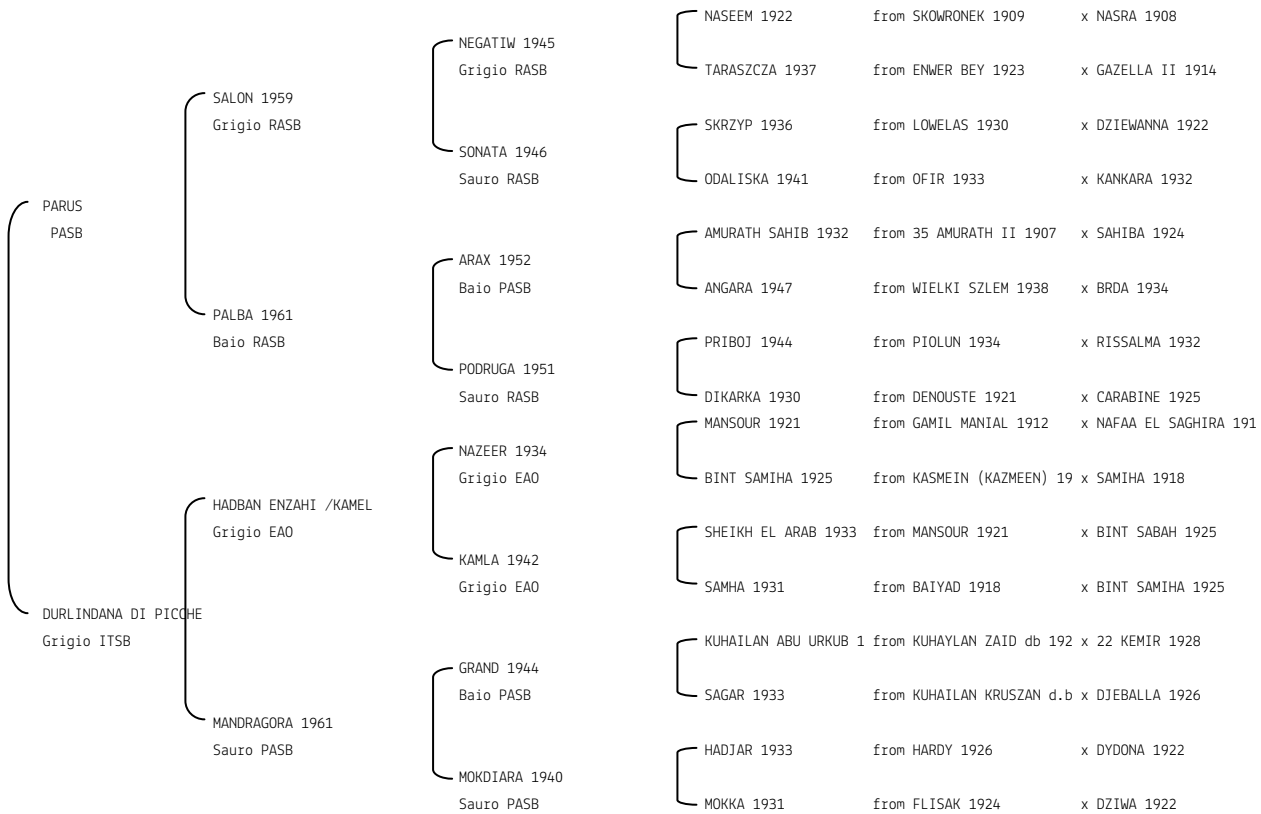 NASEEM 1922 from SKOWRONEK 1909 x NASRA 1908
NEGATIW 1945
Grigio RASB
TARASZCZA 1937 from ENWER BEY 1923 x GAZELLA II 1914
SALON 1959
Grigio RASB
SKRZYP 1936 from LOWELAS 1930 x DZIEWANNA 1922
SONATA 1946
Sauro RASB
ODALISKA 1941 from OFIR 1933 x KANKARA 1932
PARUS
PASB
AMURATH SAHIB 1932 from 35 AMURATH II 1907 x SAHIBA 1924
ARAX 1952
Baio PASB
ANGARA 1947 from WIELKI SZLEM 1938 x BRDA 1934
PALBA 1961
Baio RASB
PRIBOJ 1944 from PIOLUN 1934 x RISSALMA 1932
PODRUGA 1951
Sauro RASB
DIKARKA 1930 from DENOUSTE 1921 x CARABINE 1925
MANSOUR 1921 from GAMIL MANIAL 1912 x NAFAA EL SAGHIRA 191
NAZEER 1934
Grigio EAO
BINT SAMIHA 1925 from KASMEIN (KAZMEEN) 19 x SAMIHA 1918
HADBAN ENZAHI /KAMEL
Grigio EAO
SHEIKH EL ARAB 1933 from MANSOUR 1921 x BINT SABAH 1925
KAMLA 1942
Grigio EAO
SAMHA 1931 from BAIYAD 1918 x BINT SAMIHA 1925
DURLINDANA DI PICCHE
Grigio ITSB
KUHAILAN ABU URKUB 1 from KUHAYLAN ZAID db 192 x 22 KEMIR 1928
GRAND 1944
Baio PASB
SAGAR 1933 from KUHAILAN KRUSZAN d.b x DJEBALLA 1926
MANDRAGORA 1961
Sauro PASB
HADJAR 1933 from HARDY 1926 x DYDONA 1922
MOKDIARA 1940
Sauro PASB
MOKKA 1931 from FLISAK 1924 x DZIWA 1922